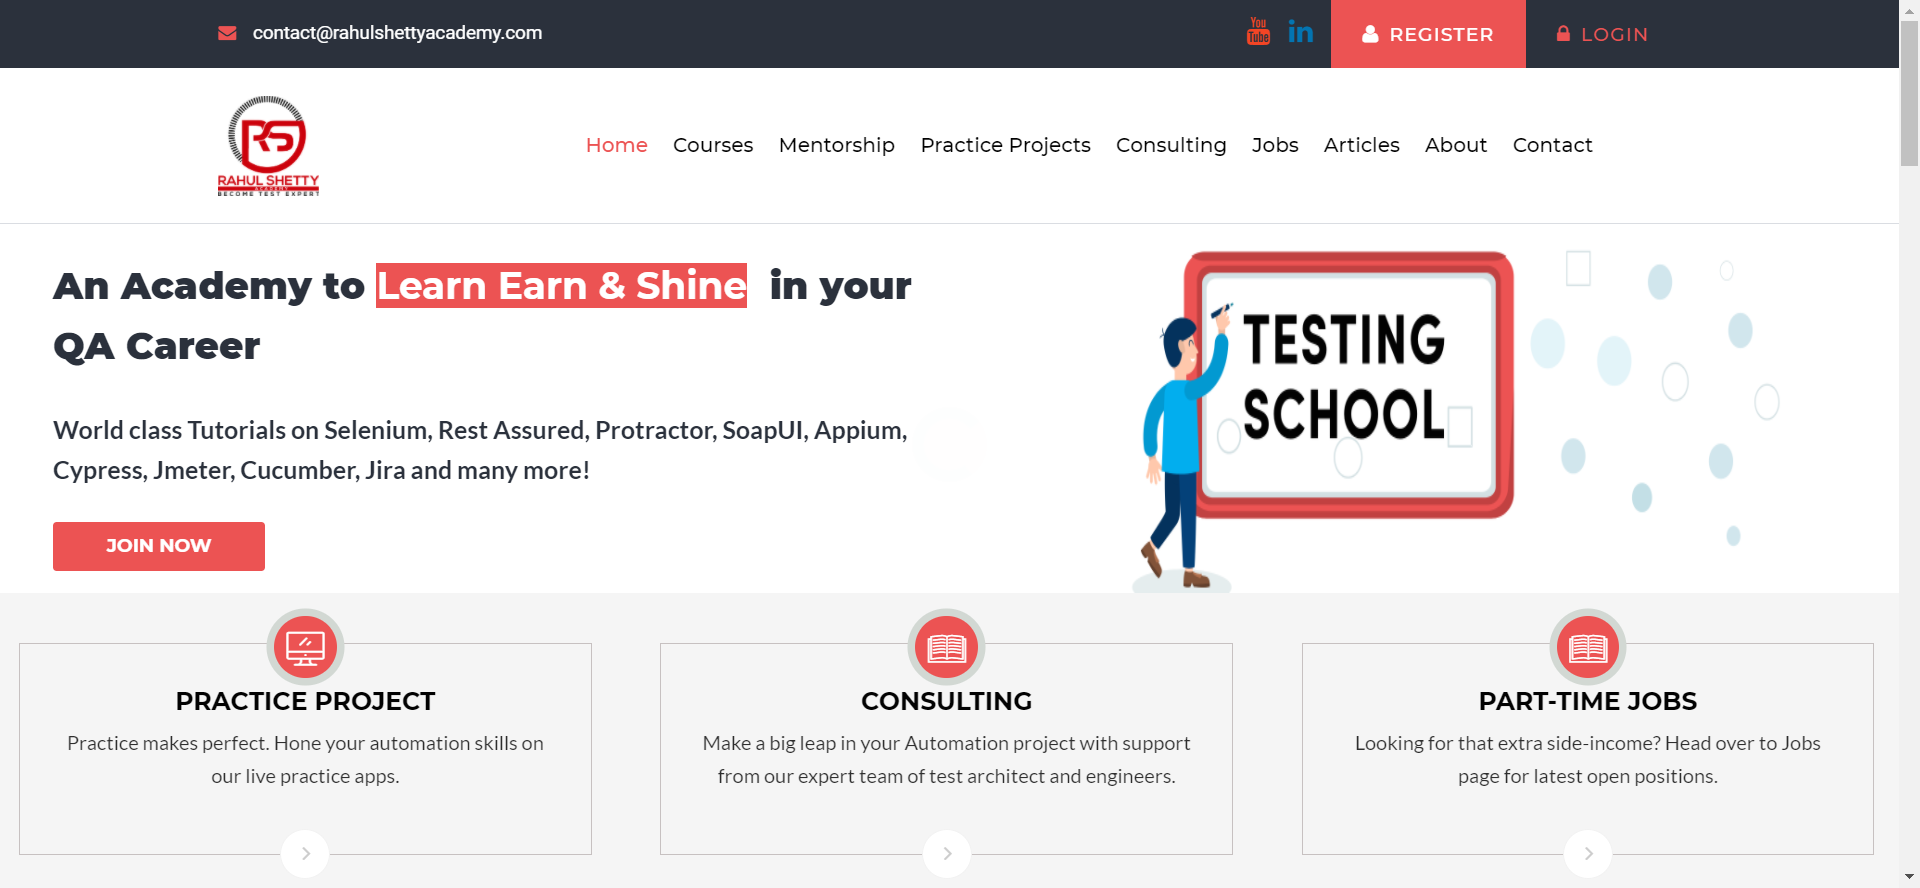 contact@rahulshettyacademy.com
You
Tube
in
REGISTER
LOGIN
RS
RAHUL SHETTY
ACADEMY
BECOME TEST EXPERT
Home
Courses
Mentorship
Practice Projects
Consulting
Jobs
Articles
About
Contact
An Academy to Learn Earn & Shine in your
QA Career
World class Tutorials on Selenium, Rest Assured, Protractor, SoapUI, Appium,
Cypress, Jmeter, Cucumber, Jira and many more!
JOIN NOW
TESTING
SCHOOL
PRACTICE PROJECT
Practice makes perfect. Hone your automation skills on
our live practice apps.
CONSULTING
Make a big leap in your Automation project with support
from our expert team of test architect and engineers.
PART-TIME JOBS
Looking for that extra side-income? Head over to Jobs
page for latest open positions.